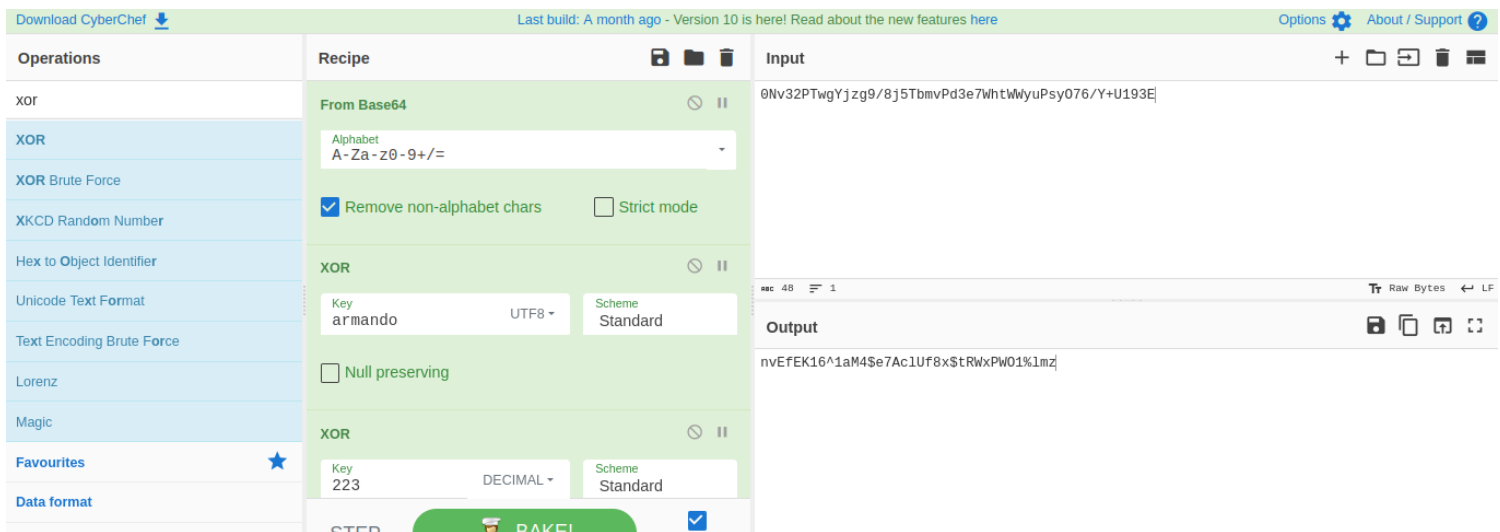 Download CyberChef
Last build: A month ago - Version 10 is here! Read about the new features here
Options
About / Support
Operations
xor
XOR
XOR Brute Force
XKCD Random Number
Hex to Object Identifier
Unicode Text Format
Text Encoding Brute Force
Lorenz
Magic
Favourites
Data format
Recipe
From Base64
Alphabet
A-Za-z0-9+/=
Remove non-alphabet chars
Strict mode
XOR
Key
armando
UTF8
Scheme
Standard
Null preserving
XOR
Key
223
DECIMAL
Scheme
Standard
STEP
BAKE!
Input
0Nv32PTwgYjzg9/8j5TbmvPd3e7WhtWWyuPsyO76/Y+U193E
ABC 48
1
Tт Raw Bytes
LF
Output
nvEfEK16^1aM4$e7AclUf8x$tRWxPWO1%lmz